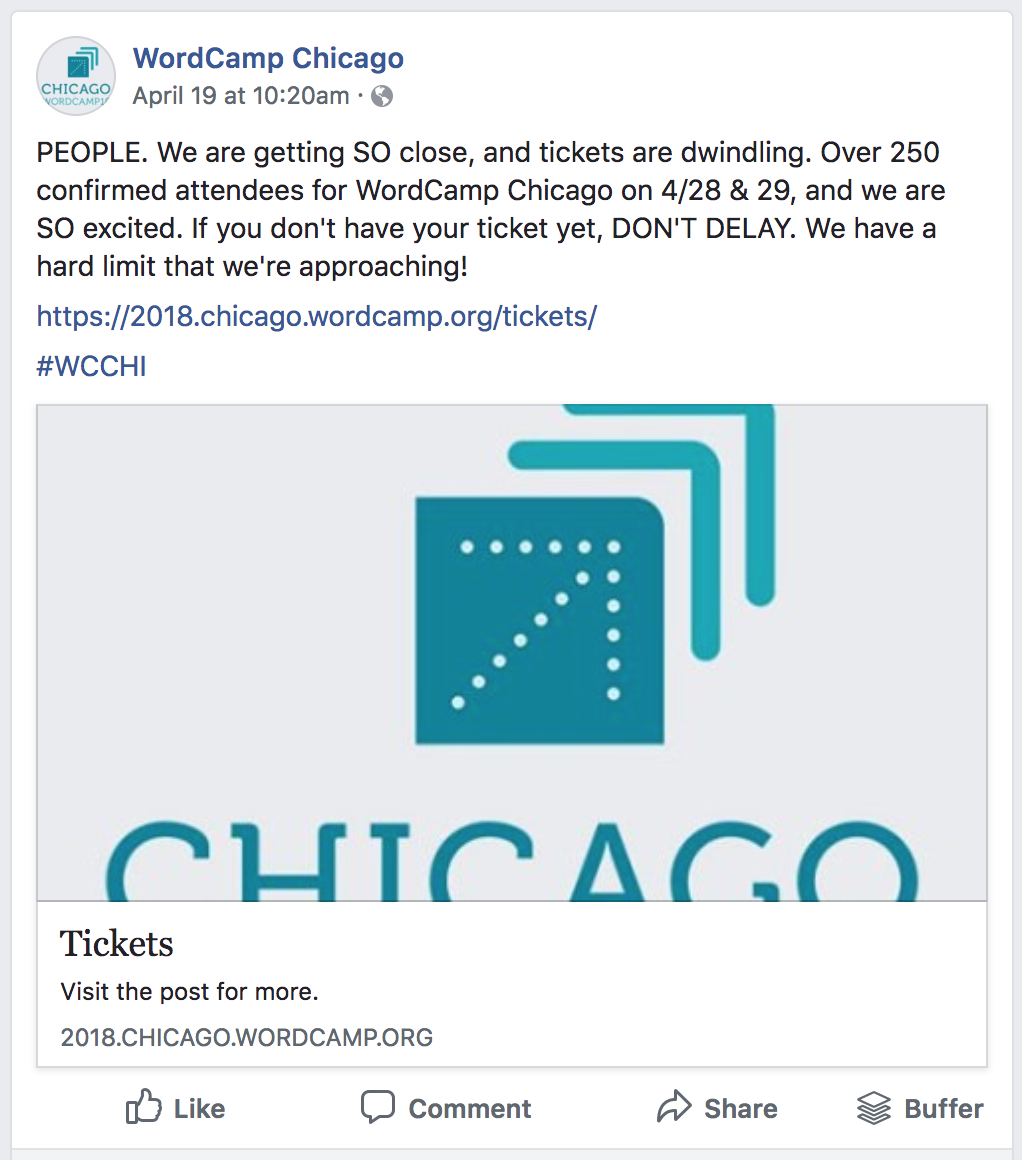 CHICAGO
WordCamp Chicago
April 19 at 10:20am ·
PEOPLE. We are getting SO close, and tickets are dwindling. Over 250
confirmed attendees for WordCamp Chicago on 4/28 & 29, and we are
SO excited. If you don't have your ticket yet, DON'T DELAY. We have a
hard limit that we're approaching!
https://2018.chicago.wordcamp.org/tickets/
#WCCHI
CHICAGO
Tickets
Visit the post for more.
2018.CHICAGO.WORDCAMP.ORG
Like Comment Share Buffer